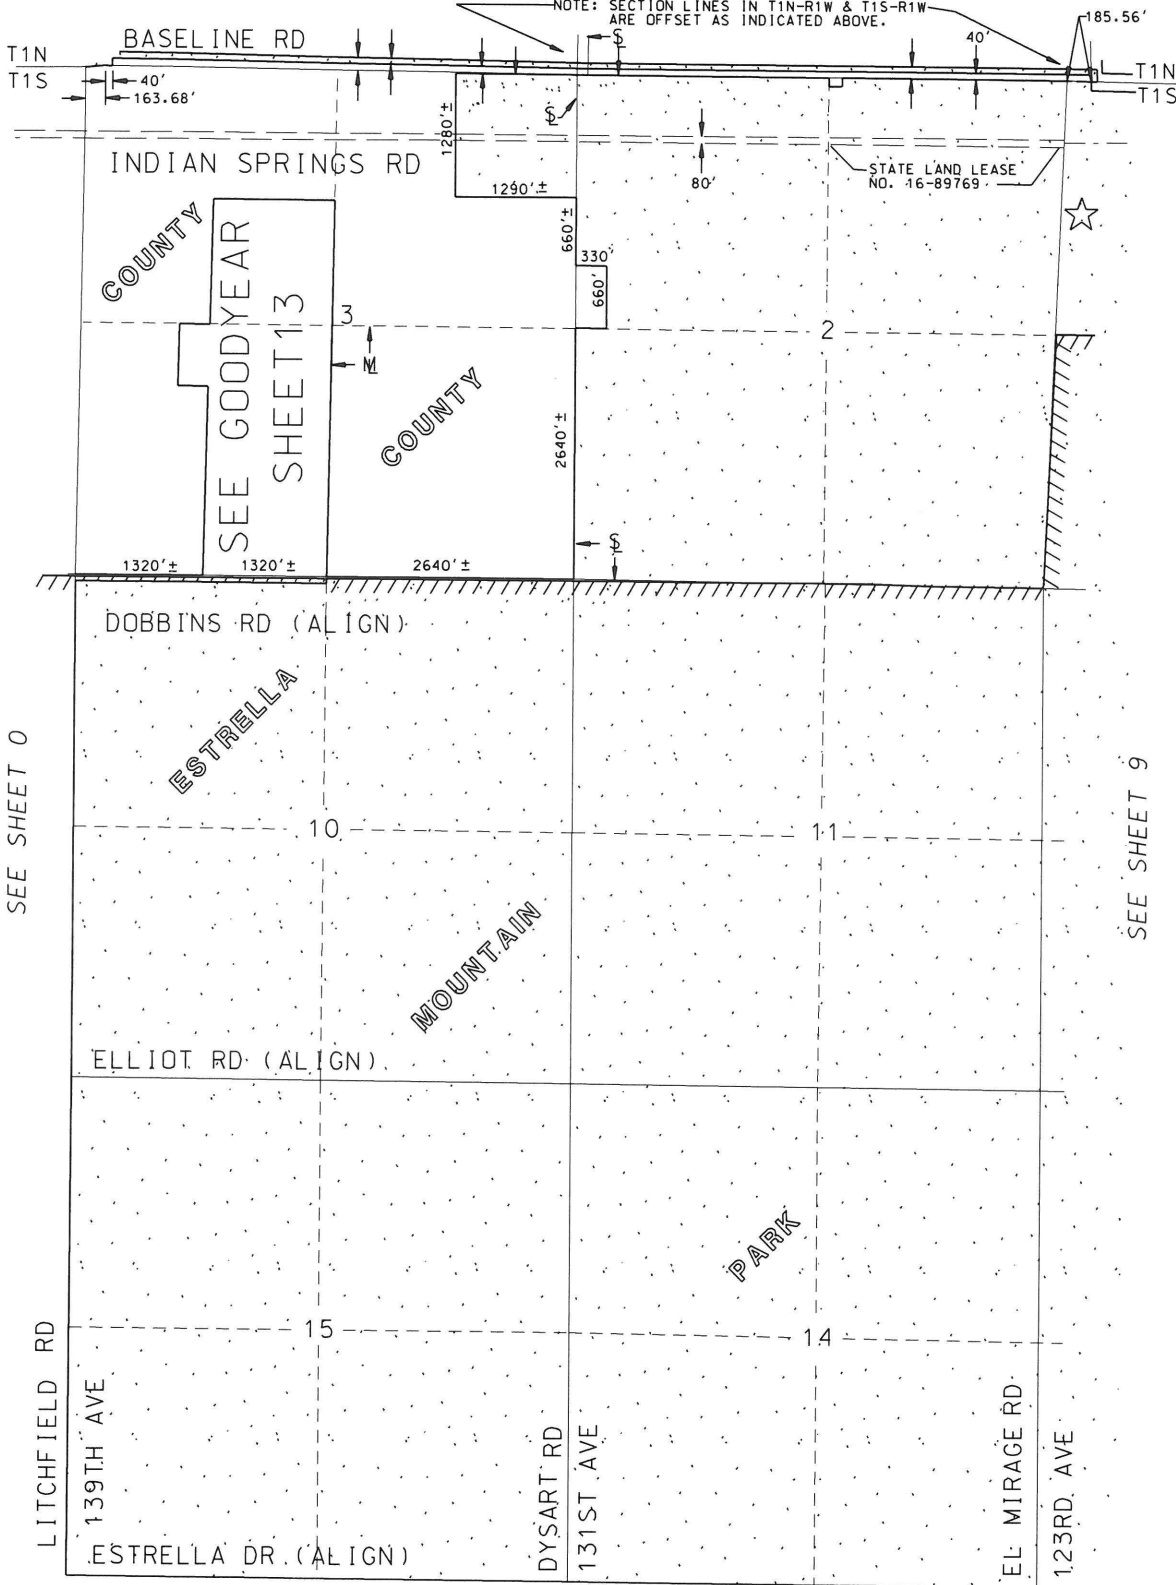 NOTE: SECTION LINES IN T1N-R1W & T1S-R1W
ARE OFFSET AS INDICATED ABOVE.
185.56'
BASELINE RD
40'
T1N
T1S
T1N
T1S
40'
163.68'
1280'±
INDIAN SPRINGS RD
1290'±
80'
STATE LAND LEASE
NO. 16-89769
COUNTY
660'±
330'
660'
SEE GOODYEAR
SHEET 13
3
2
COUNTY
2640'±
1320'±
1320'±
2640'±
DOBBINS RD (ALIGN)
ESTRELLA
SEE SHEET O
SEE SHEET 9
10
11
MOUNTAIN
ELLIOT RD (ALIGN)
PARK
15
14
LITCHFIELD RD
139TH AVE
DYSART RD
131ST AVE
EL MIRAGE RD
123RD AVE
ESTRELLA DR (ALIGN)